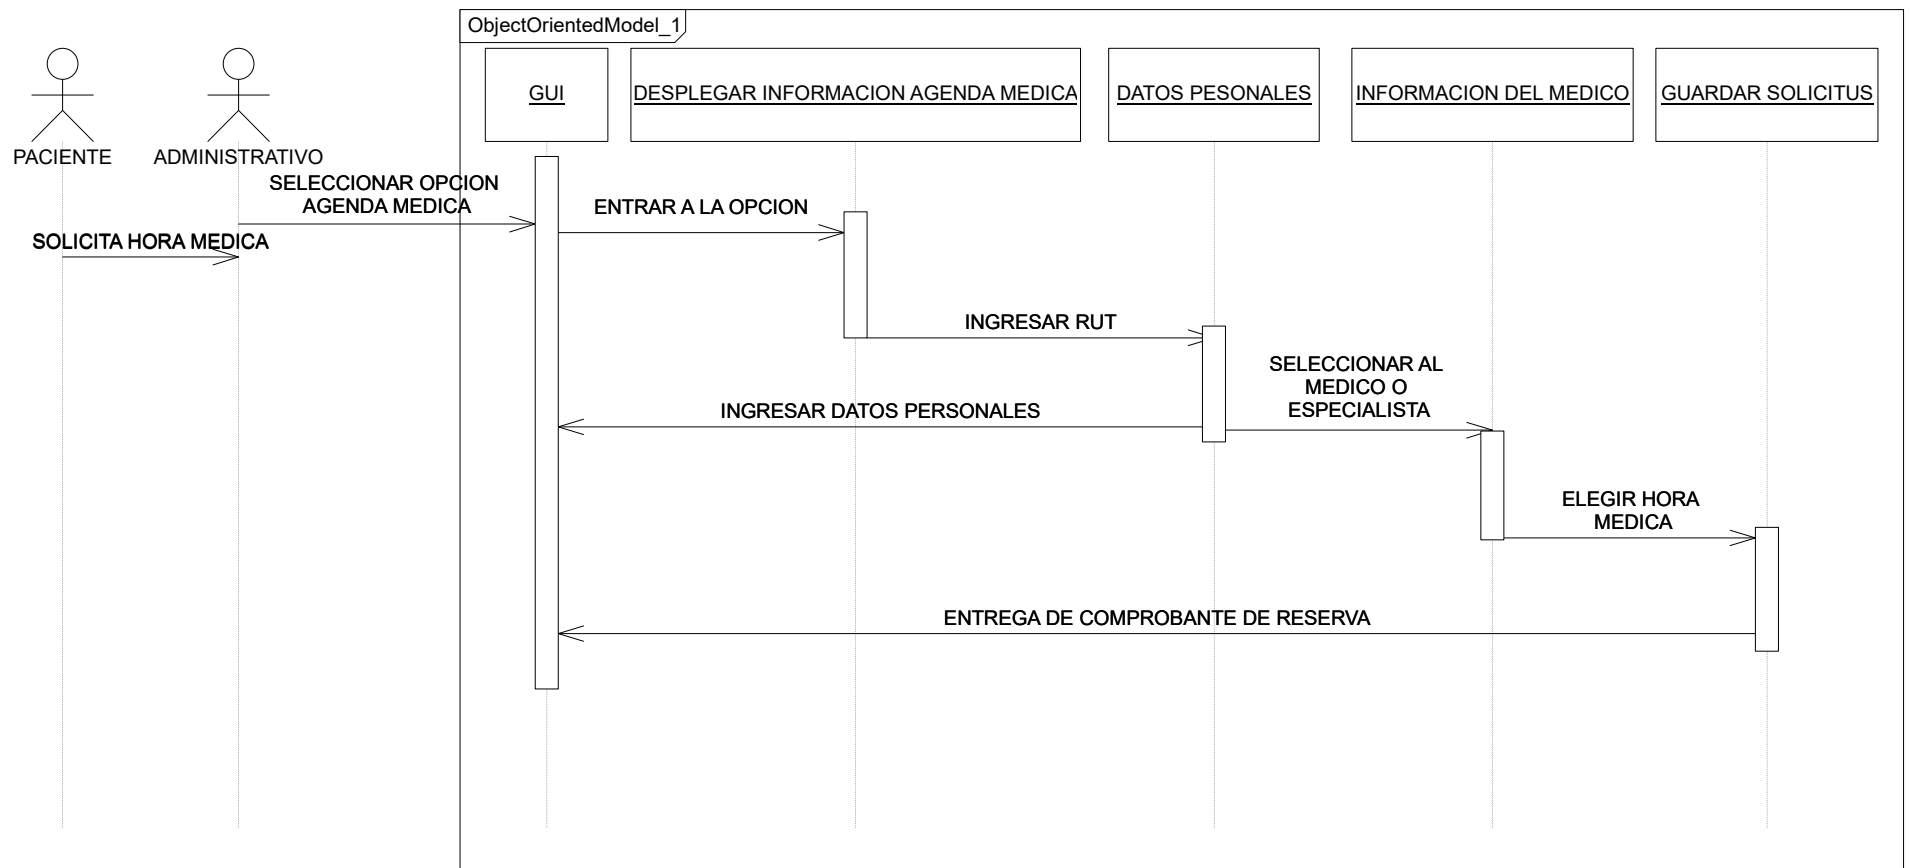 ObjectOrientedModel_1
GUI
DESPLEGAR INFORMACION AGENDA MEDICA
DATOS PESONALES
INFORMACION DEL MEDICO
GUARDAR SOLICITUS
PACIENTE
ADMINISTRATIVO
SELECCIONAR OPCION
AGENDA MEDICA
ENTRAR A LA OPCION
SOLICITA HORA MEDICA
INGRESAR RUT
SELECCIONAR AL
MEDICO O
ESPECIALISTA
INGRESAR DATOS PERSONALES
ELEGIR HORA
MEDICA
ENTREGA DE COMPROBANTE DE RESERVA